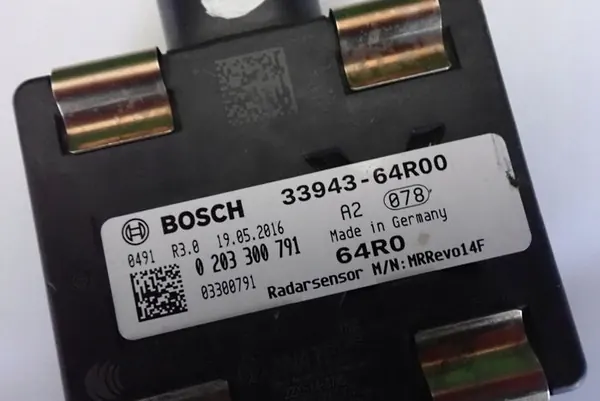 BOSCH 33943-64R00
0491 R3.0 19.05.2016 A2 078
0 203 300 791 Made in Germany
03300791 64R0
Radarsensor M/N:MRRevo14F